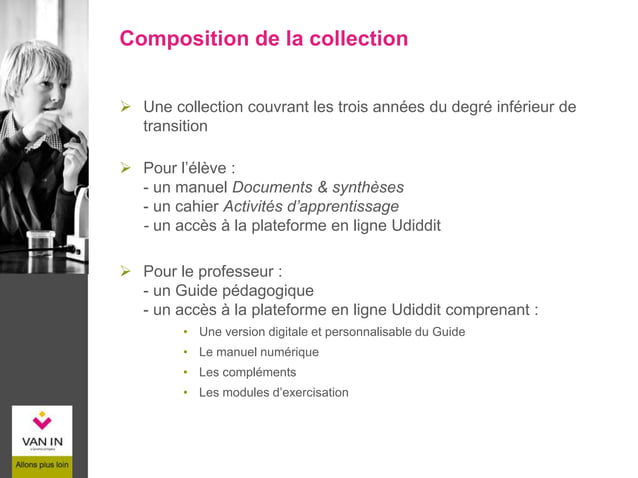 Composition de la collection
Une collection couvrant les trois années du degré inférieur de
transition
Pour l’élève :
- un manuel Documents & synthèses
- un cahier Activités d’apprentissage
- un accès à la plateforme en ligne Udiddit
Pour le professeur :
- un Guide pédagogique
- un accès à la plateforme en ligne Udiddit comprenant :
• Une version digitale et personnalisable du Guide
• Le manuel numérique
• Les compléments
• Les modules d’exercisation
VAN IN
Allons plus loin